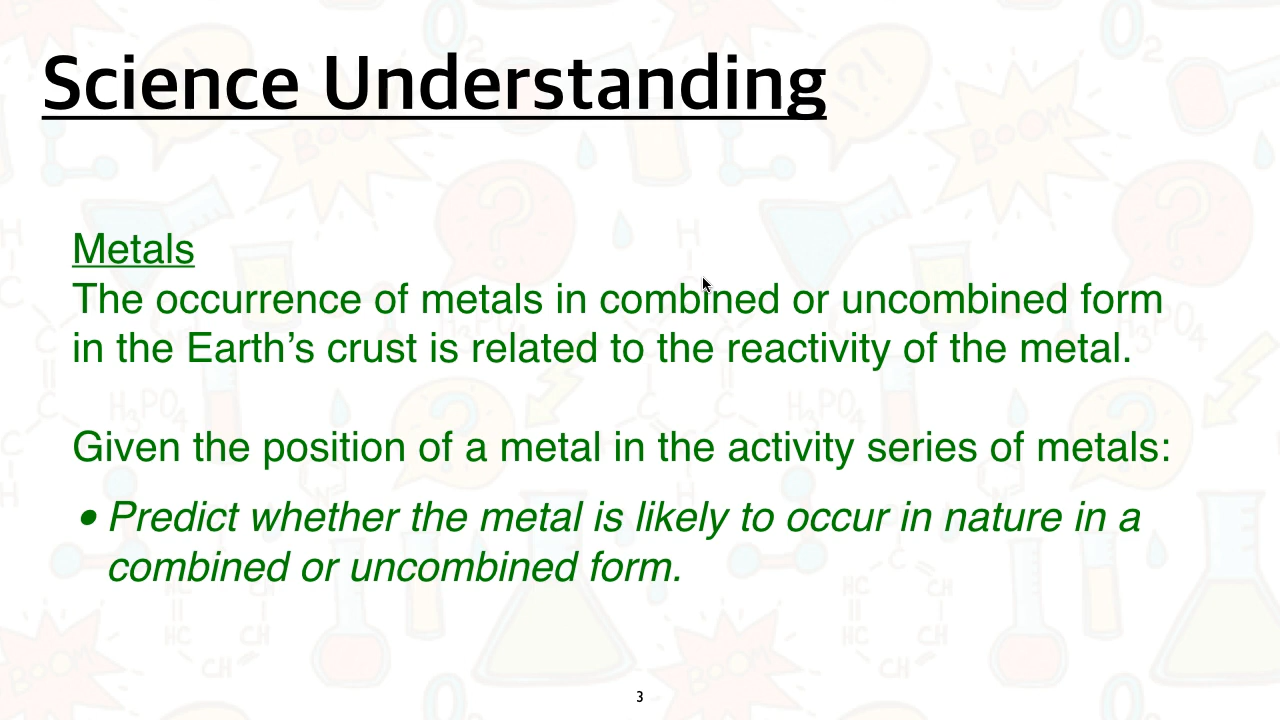 Science Understanding
Metals
The occurrence of metals in combined or uncombined form
in the Earth’s crust is related to the reactivity of the metal.
Given the position of a metal in the activity series of metals:
• Predict whether the metal is likely to occur in nature in a
combined or uncombined form.
3